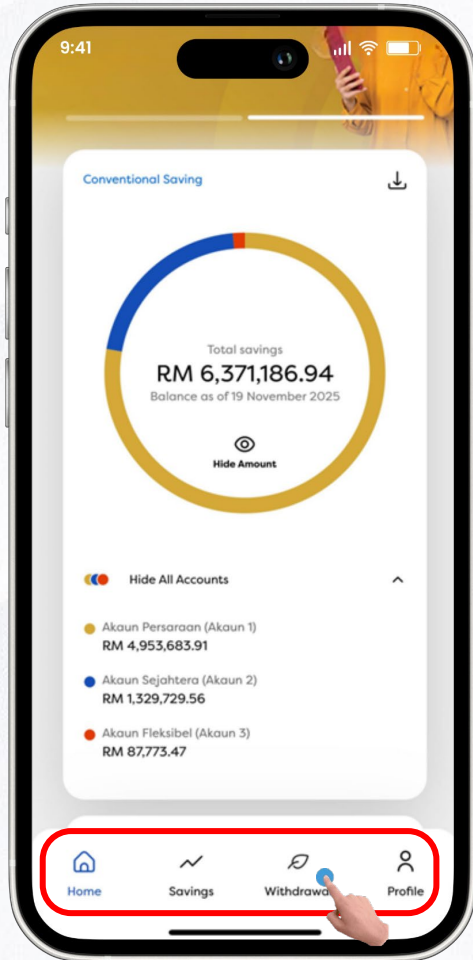 9:41
Conventional Saving
Total savings
RM 6,371,186.94
Balance as of 19 November 2025
Hide Amount
Hide All Accounts
Akaun Persaraan (Akaun 1)
RM 4,953,683.91
Akaun Sejahtera (Akaun 2)
RM 1,329,729.56
Akaun Fleksibel (Akaun 3)
RM 87,773.47
Home
Savings
Profile